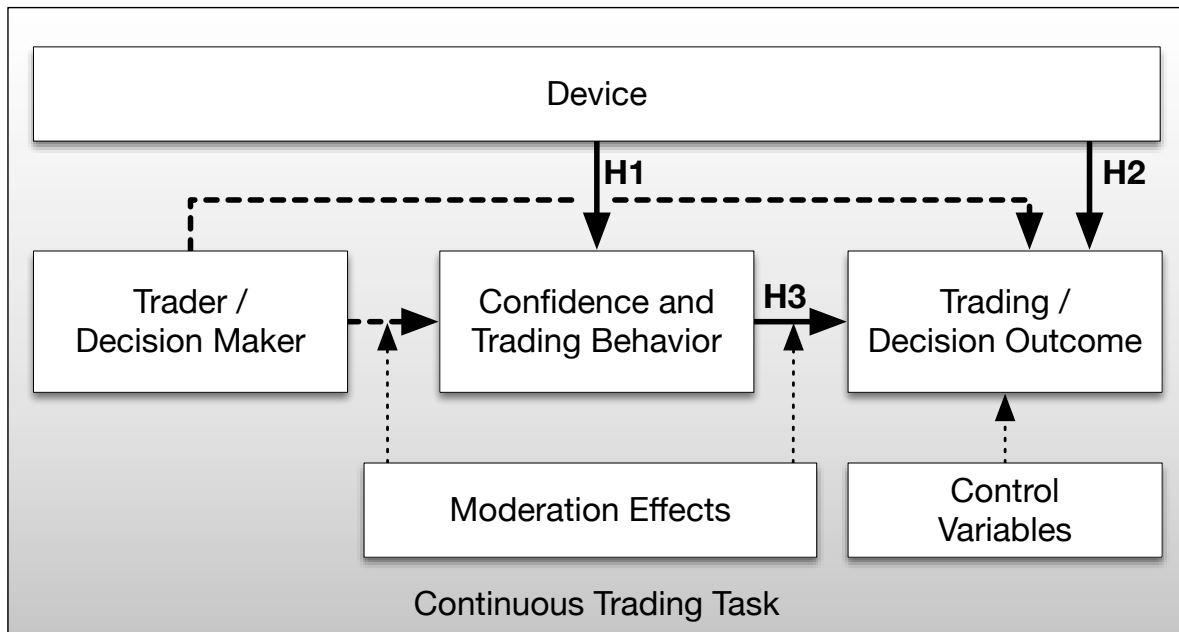 Device
H1
H2
Trader /
Decision Maker
Confidence and
Trading Behavior
H3
Trading /
Decision Outcome
Moderation Effects
Control
Variables
Continuous Trading Task